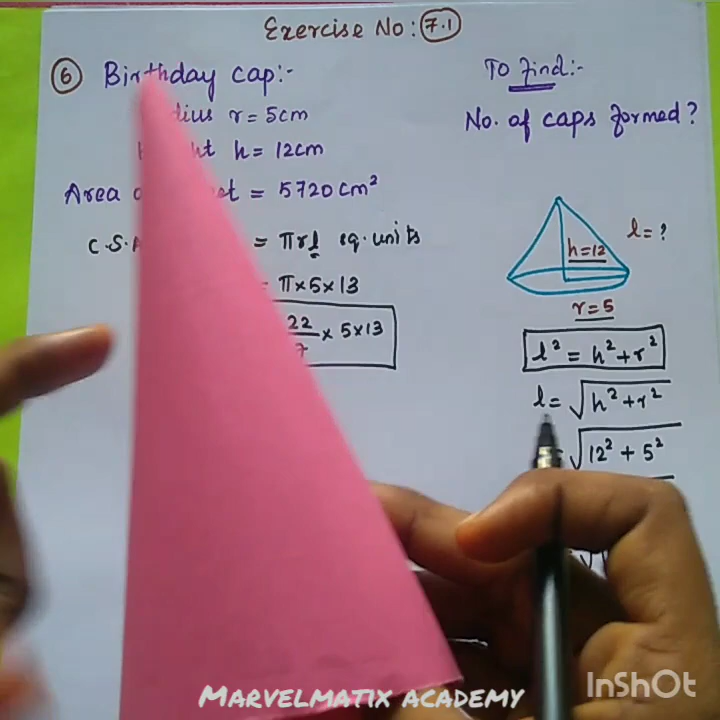 Exercise No: 7.1
6 Birthday cap:-
r = 5cm
h = 12cm
Area = 5720 cm²
C.S.A = πrl sq. units
= π × 5 × 13
22/7 × 5 × 13
To find:-
No. of caps formed?
l = ?
h = 12
r = 5
l² = h² + r²
l = √h² + r²
= √12² + 5²
MARVELMATIX ACADEMY
InShOt